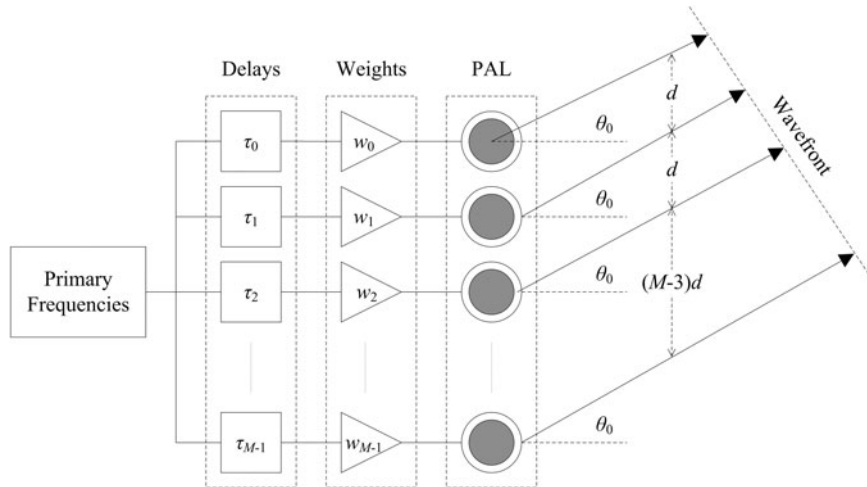 Delays Weights PAL
τ0 w0 θ0 d
τ1 w1 θ0 d
Wavefront
Primary
Frequencies
τ2 w2 θ0 (M-3)d
τM-1 wM-1 θ0